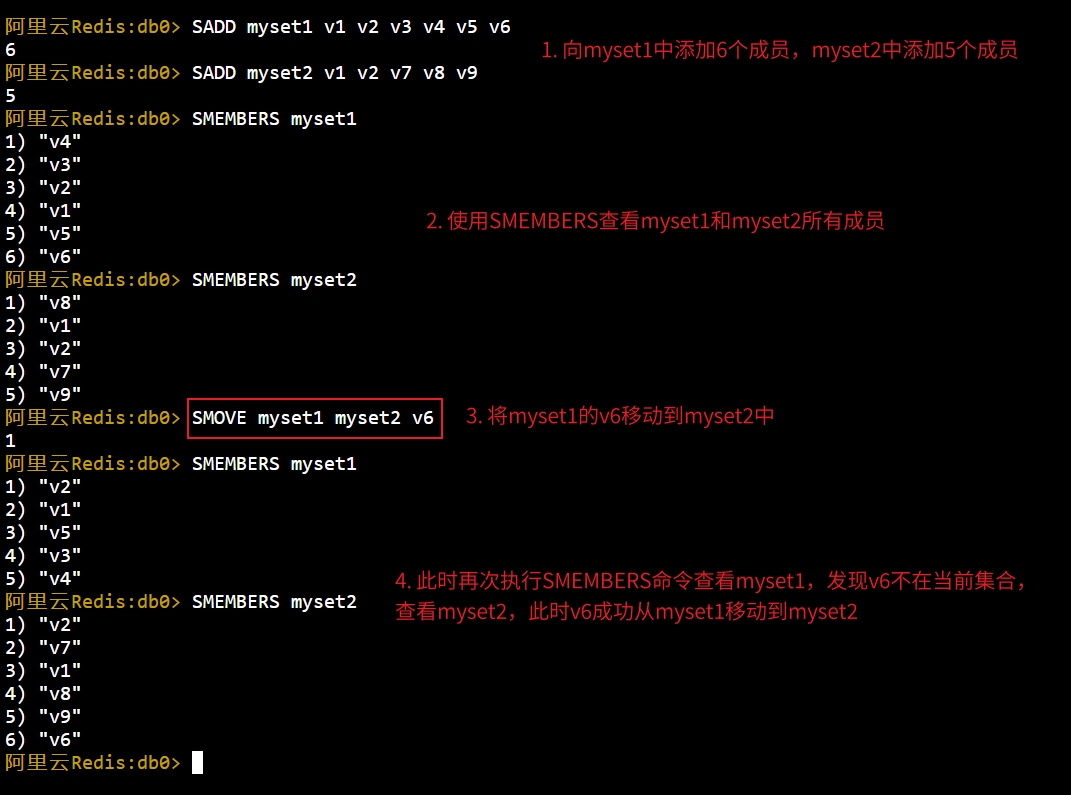 阿里云Redis:db0> SADD myset1 v1 v2 v3 v4 v5 v6
6
1. 向myset1中添加6个成员，myset2中添加5个成员
阿里云Redis:db0> SADD myset2 v1 v2 v7 v8 v9
5
阿里云Redis:db0> SMEMBERS myset1
1) "v4"
2) "v3"
3) "v2"
4) "v1"
2. 使用SMEMBERS查看myset1和myset2所有成员
5) "v5"
6) "v6"
阿里云Redis:db0> SMEMBERS myset2
1) "v8"
2) "v1"
3) "v2"
4) "v7"
5) "v9"
阿里云Redis:db0> SMOVE myset1 myset2 v6
3. 将myset1的v6移动到myset2中
1
阿里云Redis:db0> SMEMBERS myset1
1) "v2"
2) "v1"
3) "v5"
4) "v3"
5) "v4"
4. 此时再次执行SMEMBERS命令查看myset1，发现v6不在当前集合，
查看myset2，此时v6成功从myset1移动到myset2
阿里云Redis:db0> SMEMBERS myset2
1) "v2"
2) "v7"
3) "v1"
4) "v8"
5) "v9"
6) "v6"
阿里云Redis:db0>